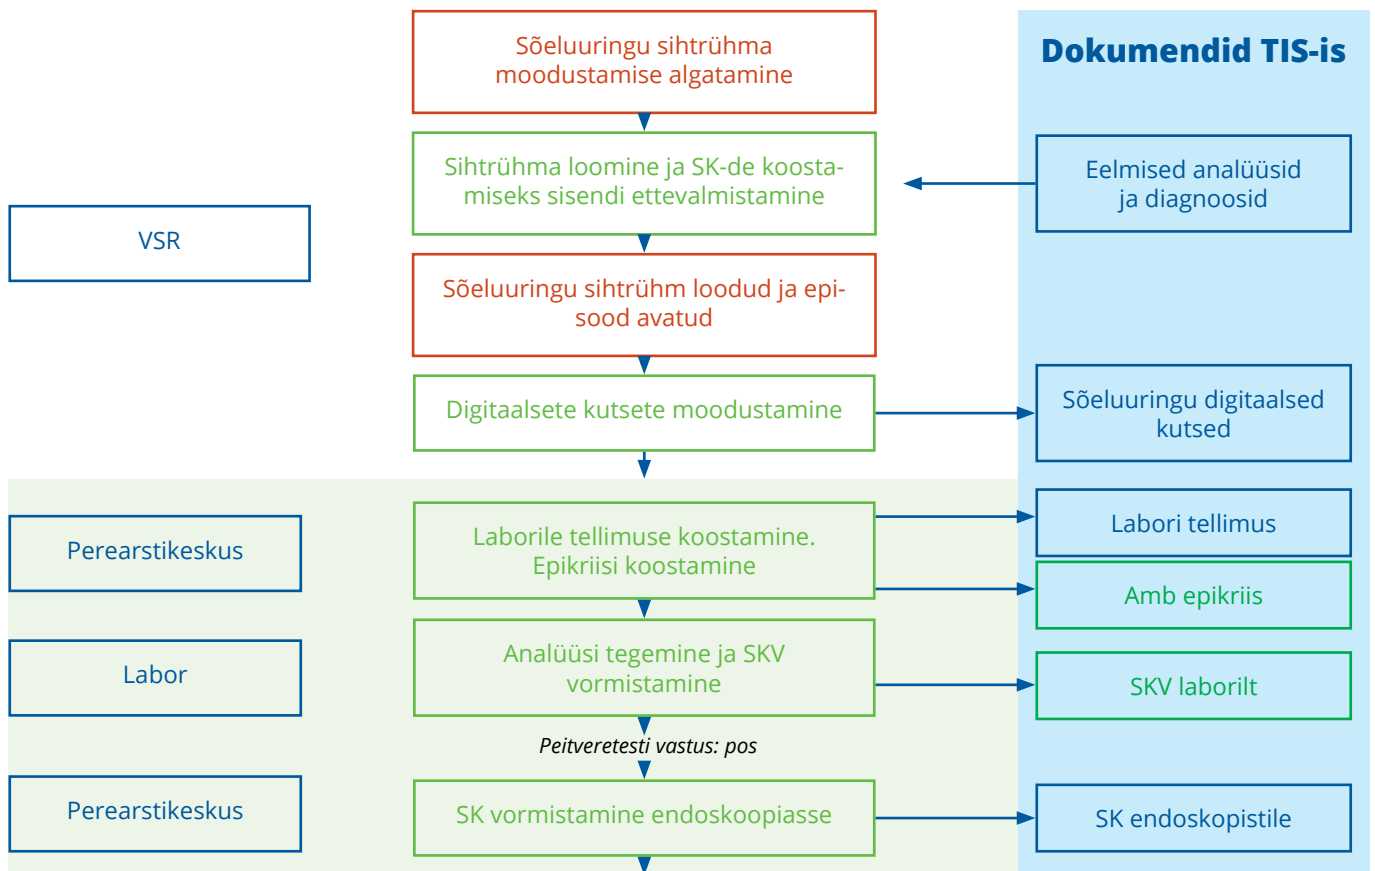 Sõeluuringu sihtrühma
moodustamise algatamine
Dokumendid TIS-is
Sihtrühma loomine ja SK-de koosta-
miseks sisendi ettevalmistamine
Eelmised analüüsid
ja diagnoosid
VSR
Sõeluuringu sihtrühm loodud ja epi-
sood avatud
Digitaalsete kutsete moodustamine
Sõeluuringu digitaalsed
kutsed
Perearstikeskus
Laborile tellimuse koostamine.
Epikriisi koostamine
Labori tellimus
Amb epikriis
Labor
Analüüsi tegemine ja SKV
vormistamine
SKV laborilt
Peitveretesti vastus: pos
Perearstikeskus
SK vormistamine endoskoopiasse
SK endoskopistile